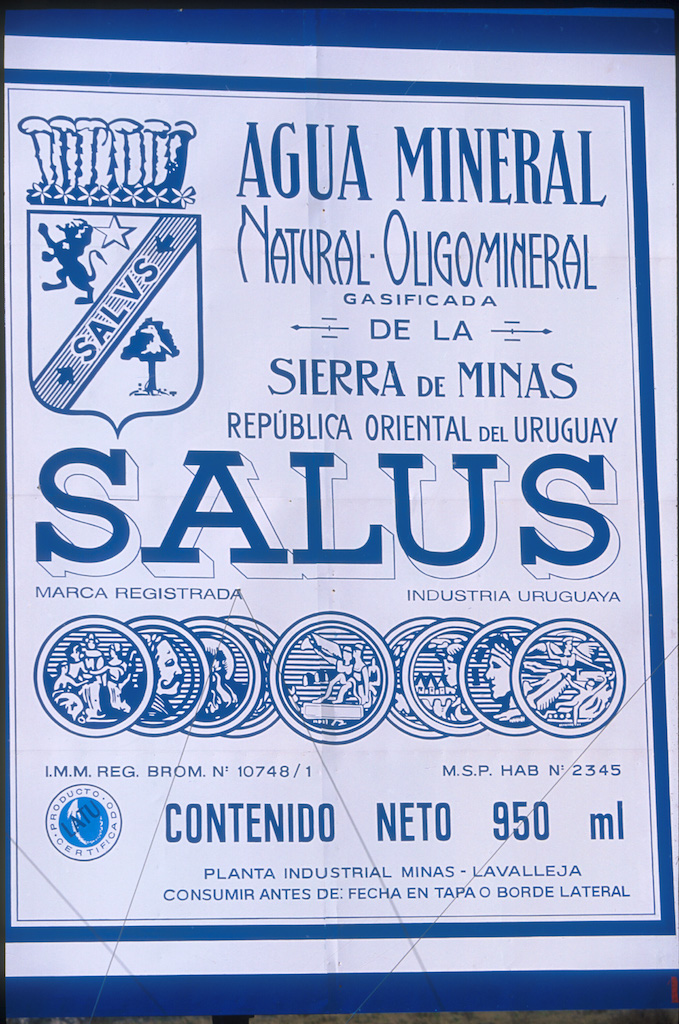 AGUA MINERAL
NATURAL · OLIGOMINERAL
GASIFICADA
DE LA
SIERRA DE MINAS
REPÚBLICA ORIENTAL DEL URUGUAY
SALVS
SALUS
MARCA REGISTRADA
INDUSTRIA URUGUAYA
I.M.M. REG. BROM. Nº 10748/1
M.S.P. HAB Nº 2345
PRODUCTO
LATU
CERTIFICADO
CONTENIDO NETO 950 ml
PLANTA INDUSTRIAL MINAS - LAVALLEJA
CONSUMIR ANTES DE: FECHA EN TAPA O BORDE LATERAL